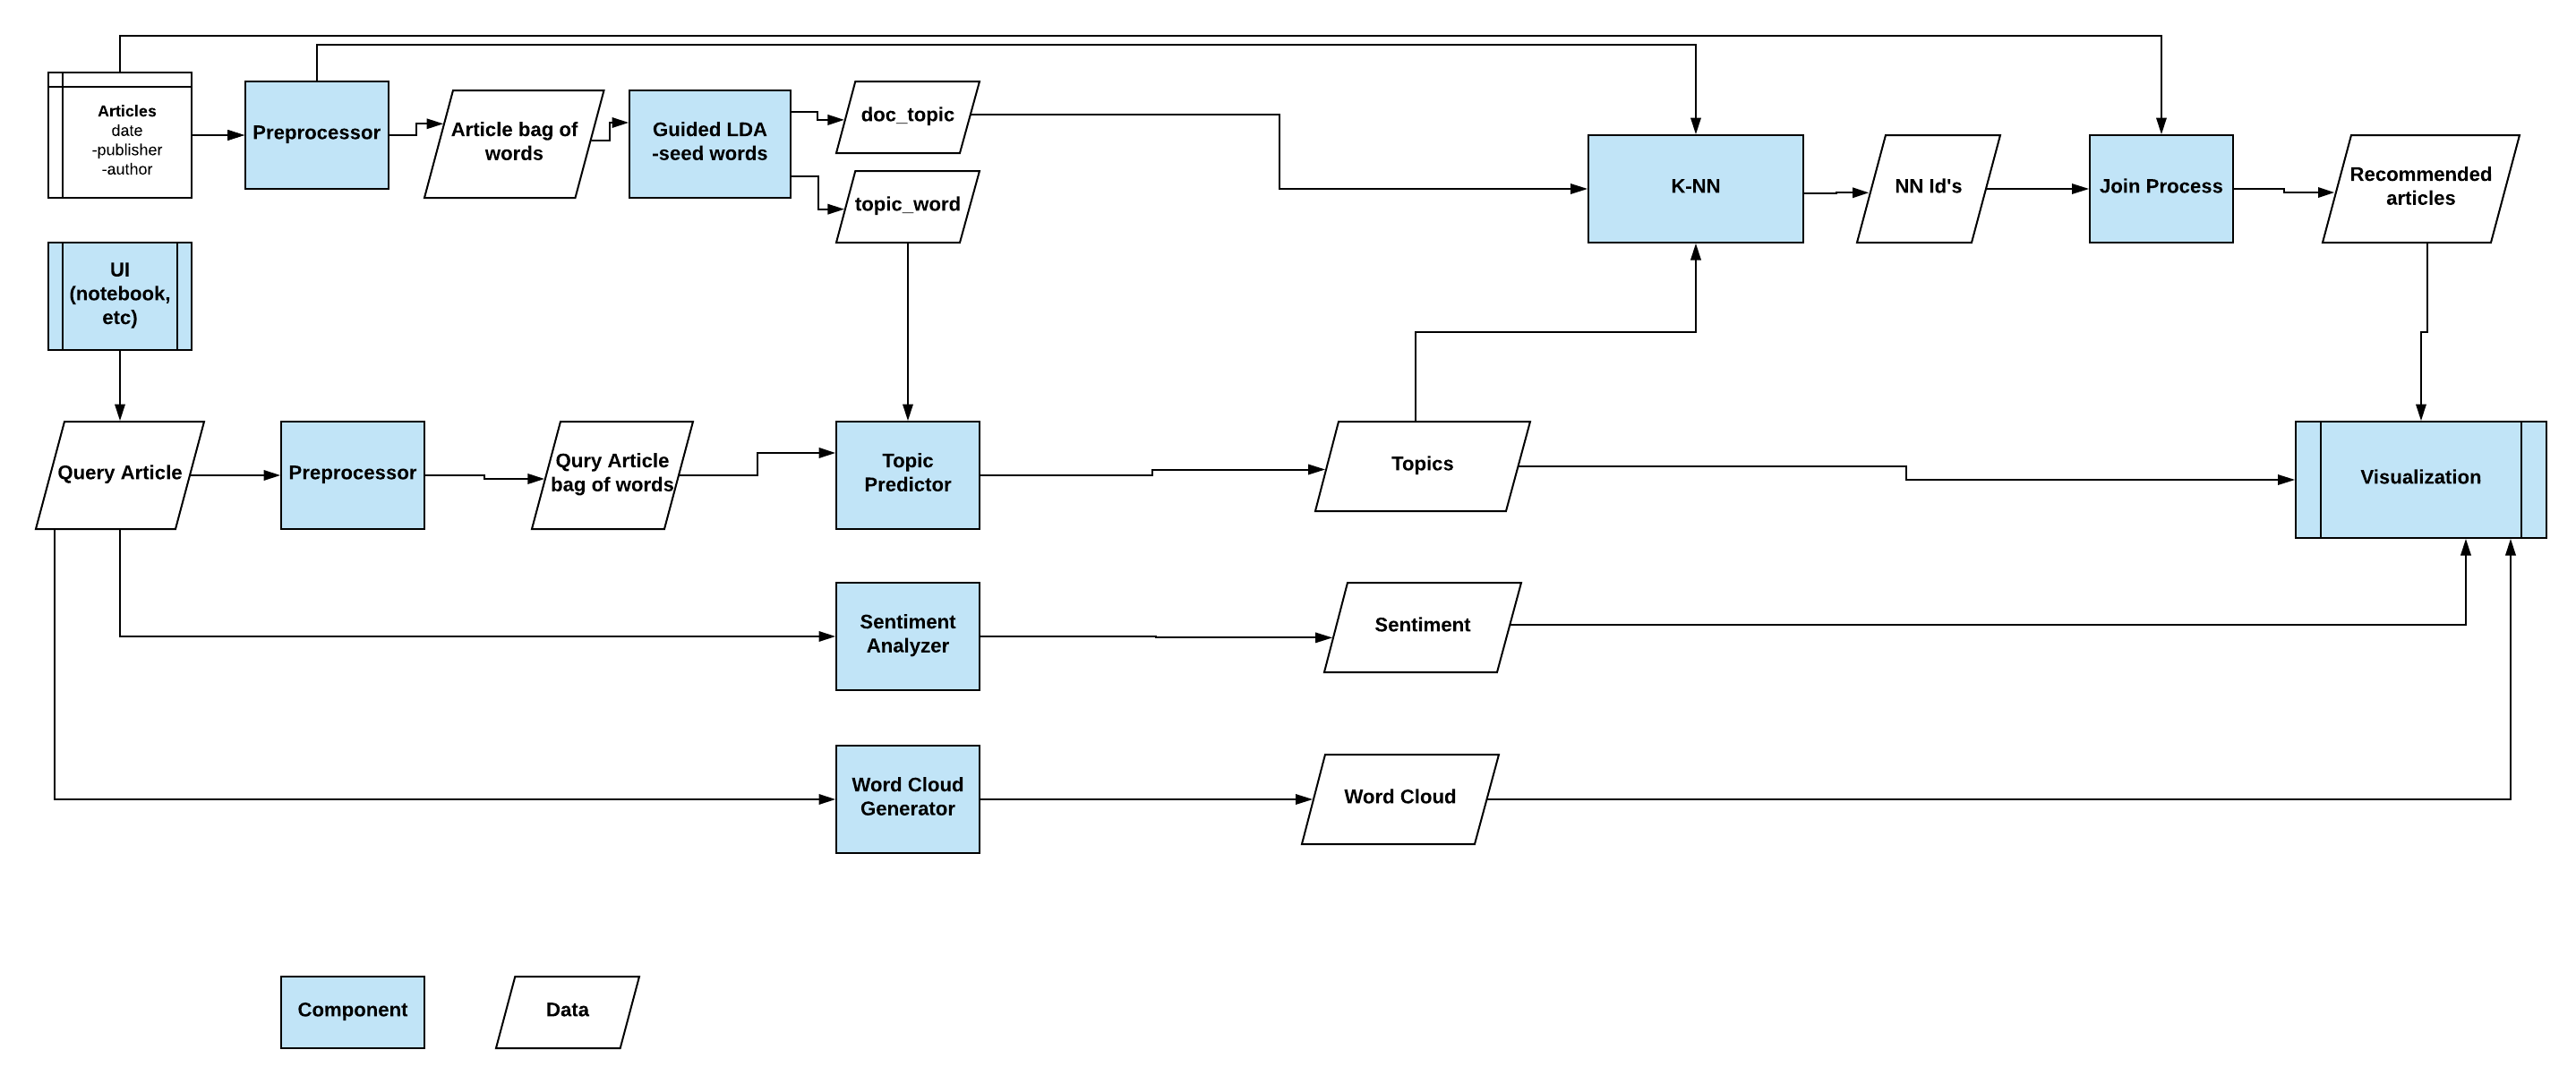 Articles
date
-publisher
-author
Preprocessor
Article bag of
words
Guided LDA
-seed words
doc_topic
topic_word
K-NN
NN Id's
Join Process
Recommended
articles
UI
(notebook,
etc)
Query Article
Preprocessor
Qury Article
bag of words
Topic
Predictor
Topics
Visualization
Sentiment
Analyzer
Sentiment
Word Cloud
Generator
Word Cloud
Component
Data